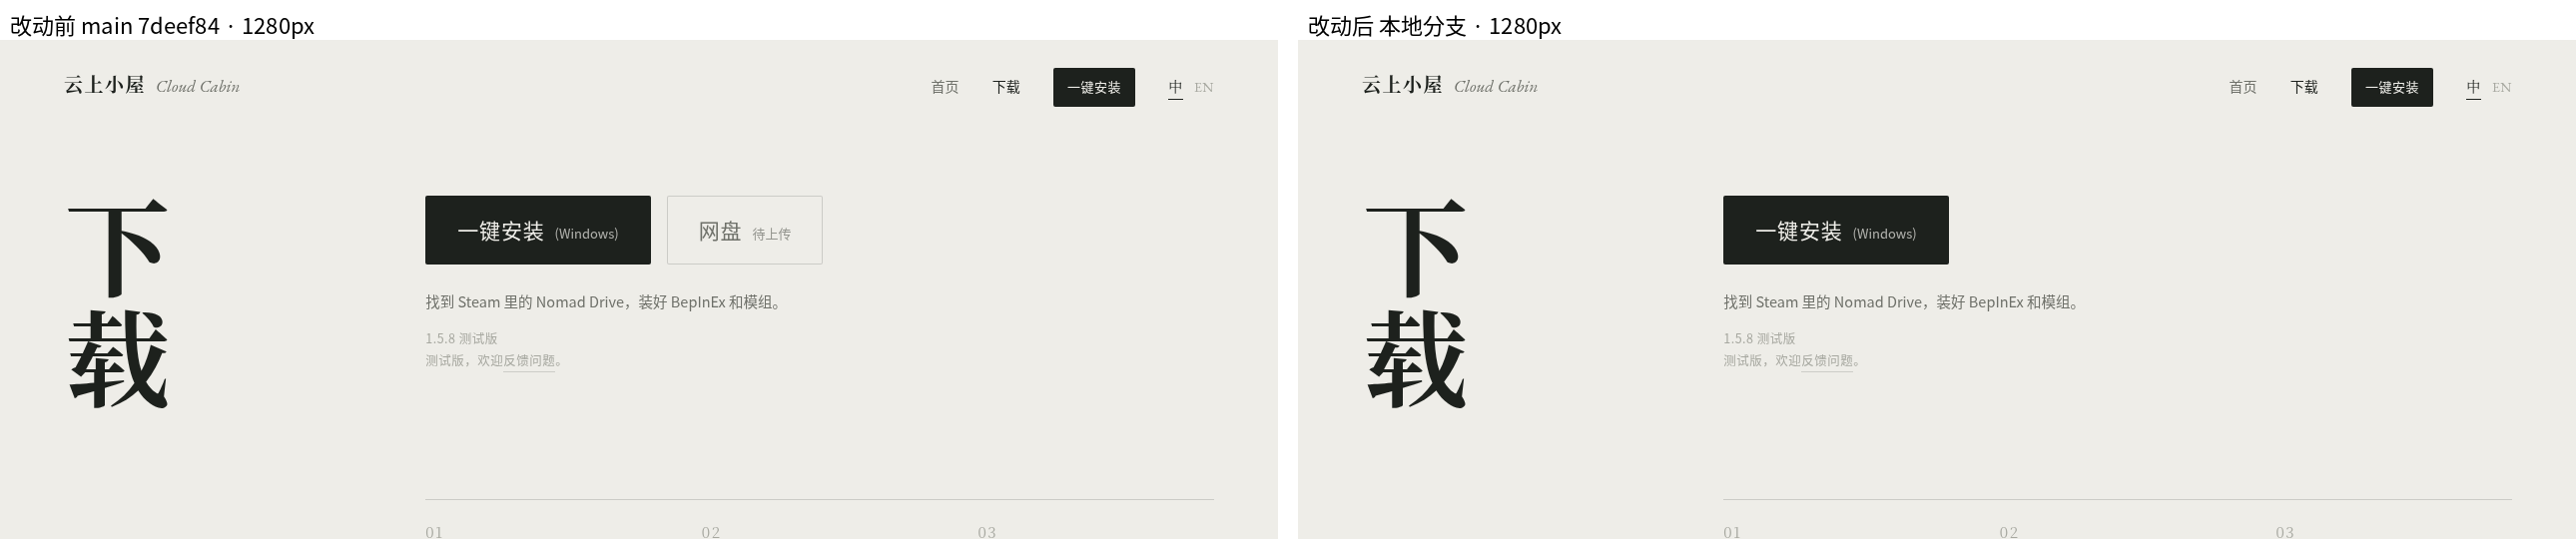 改动前 main 7deef84 · 1280px
云上小屋 Cloud Cabin 首页 下载 一键安装 中 EN
下载
一键安装 (Windows) 网盘 待上传
找到 Steam 里的 Nomad Drive，装好 BepInEx 和模组。
1.5.8 测试版
测试版，欢迎反馈问题。
01 02 03
改动后 本地分支 · 1280px
云上小屋 Cloud Cabin 首页 下载 一键安装 中 EN
下载
一键安装 (Windows)
找到 Steam 里的 Nomad Drive，装好 BepInEx 和模组。
1.5.8 测试版
测试版，欢迎反馈问题。
01 02 03